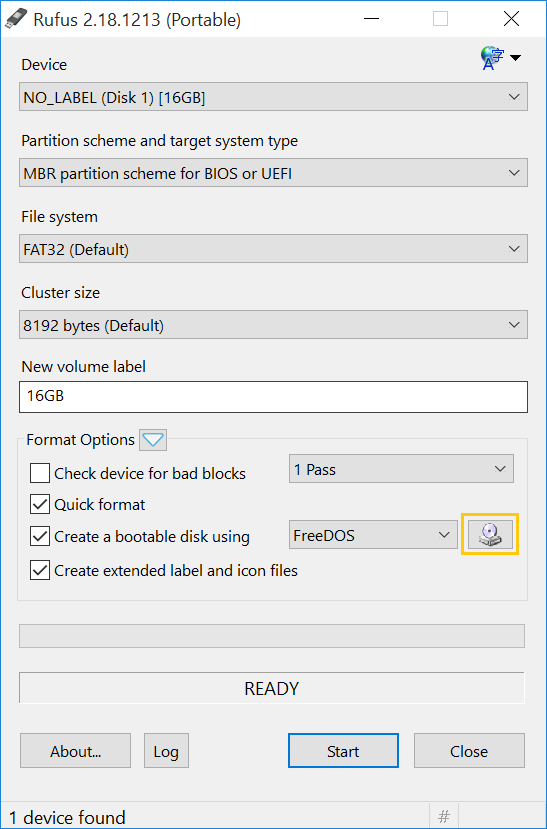 Rufus 2.18.1213 (Portable)
Device
NO_LABEL (Disk 1) [16GB]
Partition scheme and target system type
MBR partition scheme for BIOS or UEFI
File system
FAT32 (Default)
Cluster size
8192 bytes (Default)
New volume label
16GB
Format Options
Check device for bad blocks 1 Pass
Quick format
Create a bootable disk using FreeDOS
Create extended label and icon files
READY
About... Log Start Close
1 device found #